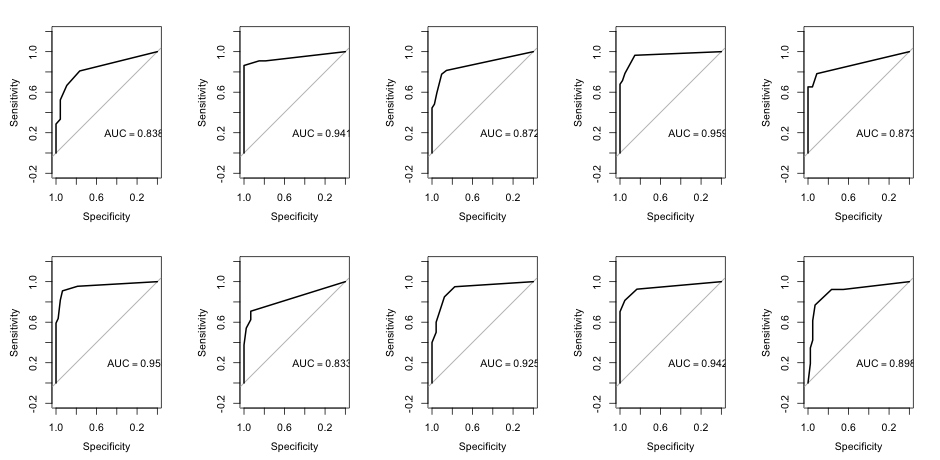 1.0
0.6
0.2
-0.2
Sensitivity
AUC = 0.838
1.0 0.6 0.2
Specificity
1.0
0.6
0.2
-0.2
Sensitivity
AUC = 0.941
1.0 0.6 0.2
Specificity
1.0
0.6
0.2
-0.2
Sensitivity
AUC = 0.872
1.0 0.6 0.2
Specificity
1.0
0.6
0.2
-0.2
Sensitivity
AUC = 0.959
1.0 0.6 0.2
Specificity
1.0
0.6
0.2
-0.2
Sensitivity
AUC = 0.873
1.0 0.6 0.2
Specificity
1.0
0.6
0.2
-0.2
Sensitivity
AUC = 0.95
1.0 0.6 0.2
Specificity
1.0
0.6
0.2
-0.2
Sensitivity
AUC = 0.833
1.0 0.6 0.2
Specificity
1.0
0.6
0.2
-0.2
Sensitivity
AUC = 0.925
1.0 0.6 0.2
Specificity
1.0
0.6
0.2
-0.2
Sensitivity
AUC = 0.942
1.0 0.6 0.2
Specificity
1.0
0.6
0.2
-0.2
Sensitivity
AUC = 0.898
1.0 0.6 0.2
Specificity